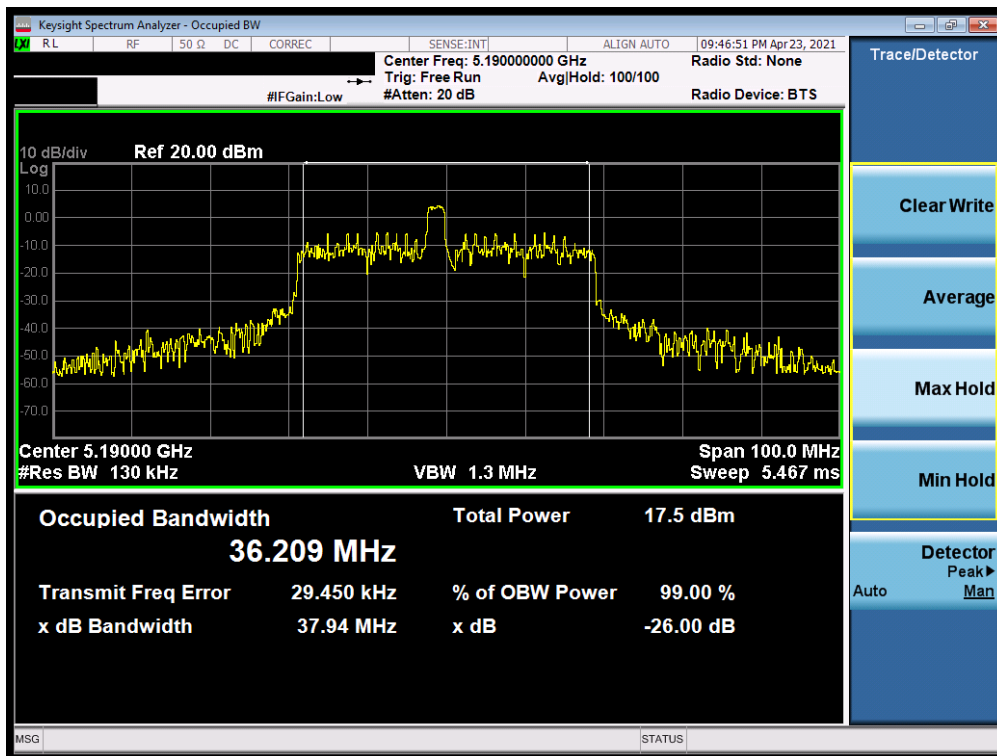 Keysight Spectrum Analyzer - Occupied BW
LXI RL RF 50 Ω DC CORREC SENSE:INT ALIGN AUTO 09:46:51 PM Apr 23, 2021
Center Freq: 5.190000000 GHz Radio Std: None
Trig: Free Run Avg|Hold: 100/100
#IFGain:Low #Atten: 20 dB Radio Device: BTS
10 dB/div Ref 20.00 dBm
Log
10.0
0.00
-10.0
-20.0
-30.0
-40.0
-50.0
-60.0
-70.0
Center 5.19000 GHz Span 100.0 MHz
#Res BW 130 kHz VBW 1.3 MHz Sweep 5.467 ms
Occupied Bandwidth Total Power 17.5 dBm
36.209 MHz
Transmit Freq Error 29.450 kHz % of OBW Power 99.00 %
x dB Bandwidth 37.94 MHz x dB -26.00 dB
Trace/Detector
Clear Write
Average
Max Hold
Min Hold
Detector
Peak▶
Auto Man
MSG STATUS